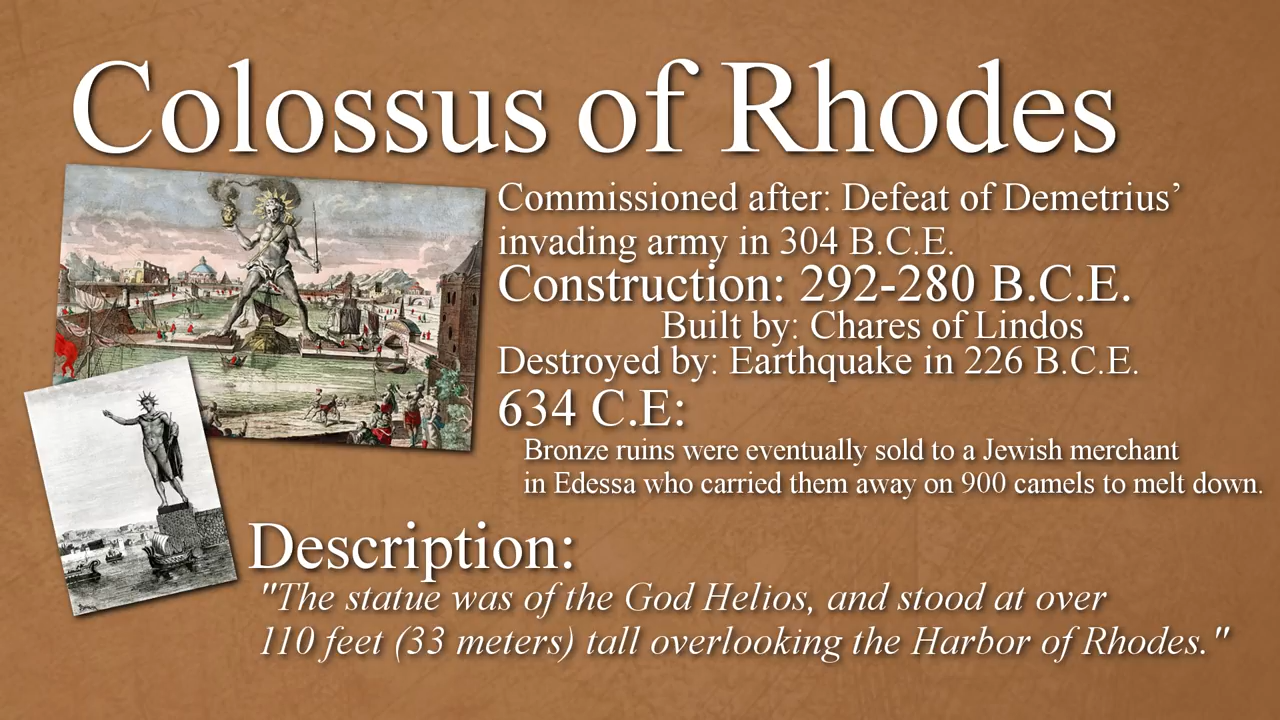 Colossus of Rhodes
Commissioned after: Defeat of Demetrius’
invading army in 304 B.C.E.
Construction: 292-280 B.C.E.
Built by: Chares of Lindos
Destroyed by: Earthquake in 226 B.C.E.
634 C.E:
Bronze ruins were eventually sold to a Jewish merchant
in Edessa who carried them away on 900 camels to melt down.
Description:
"The statue was of the God Helios, and stood at over
110 feet (33 meters) tall overlooking the Harbor of Rhodes."